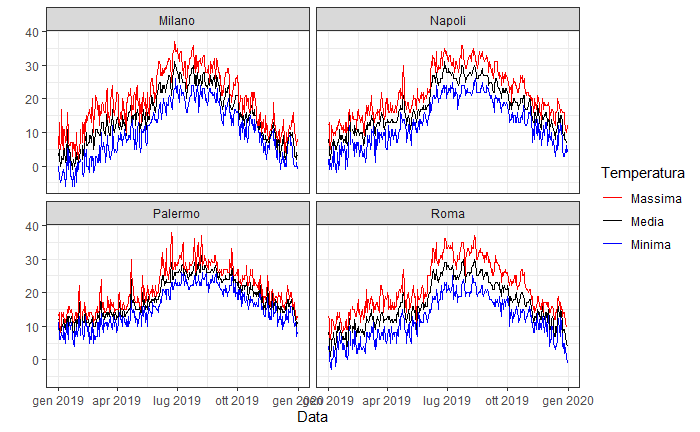 Milano
Napoli
40
30
20
10
0
Palermo
Roma
40
30
20
10
0
gen 2019 apr 2019 lug 2019 ott 2019 gen 2020
gen 2019 apr 2019 lug 2019 ott 2019 gen 2020
Data
Temperatura
Massima
Media
Minima